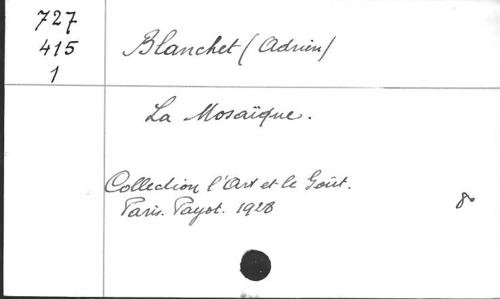 727
415
1
Blanchet (Adrien)
La Mosaïque.
Collection l'Art et le Goût.
Paris. Payot. 1928
8°